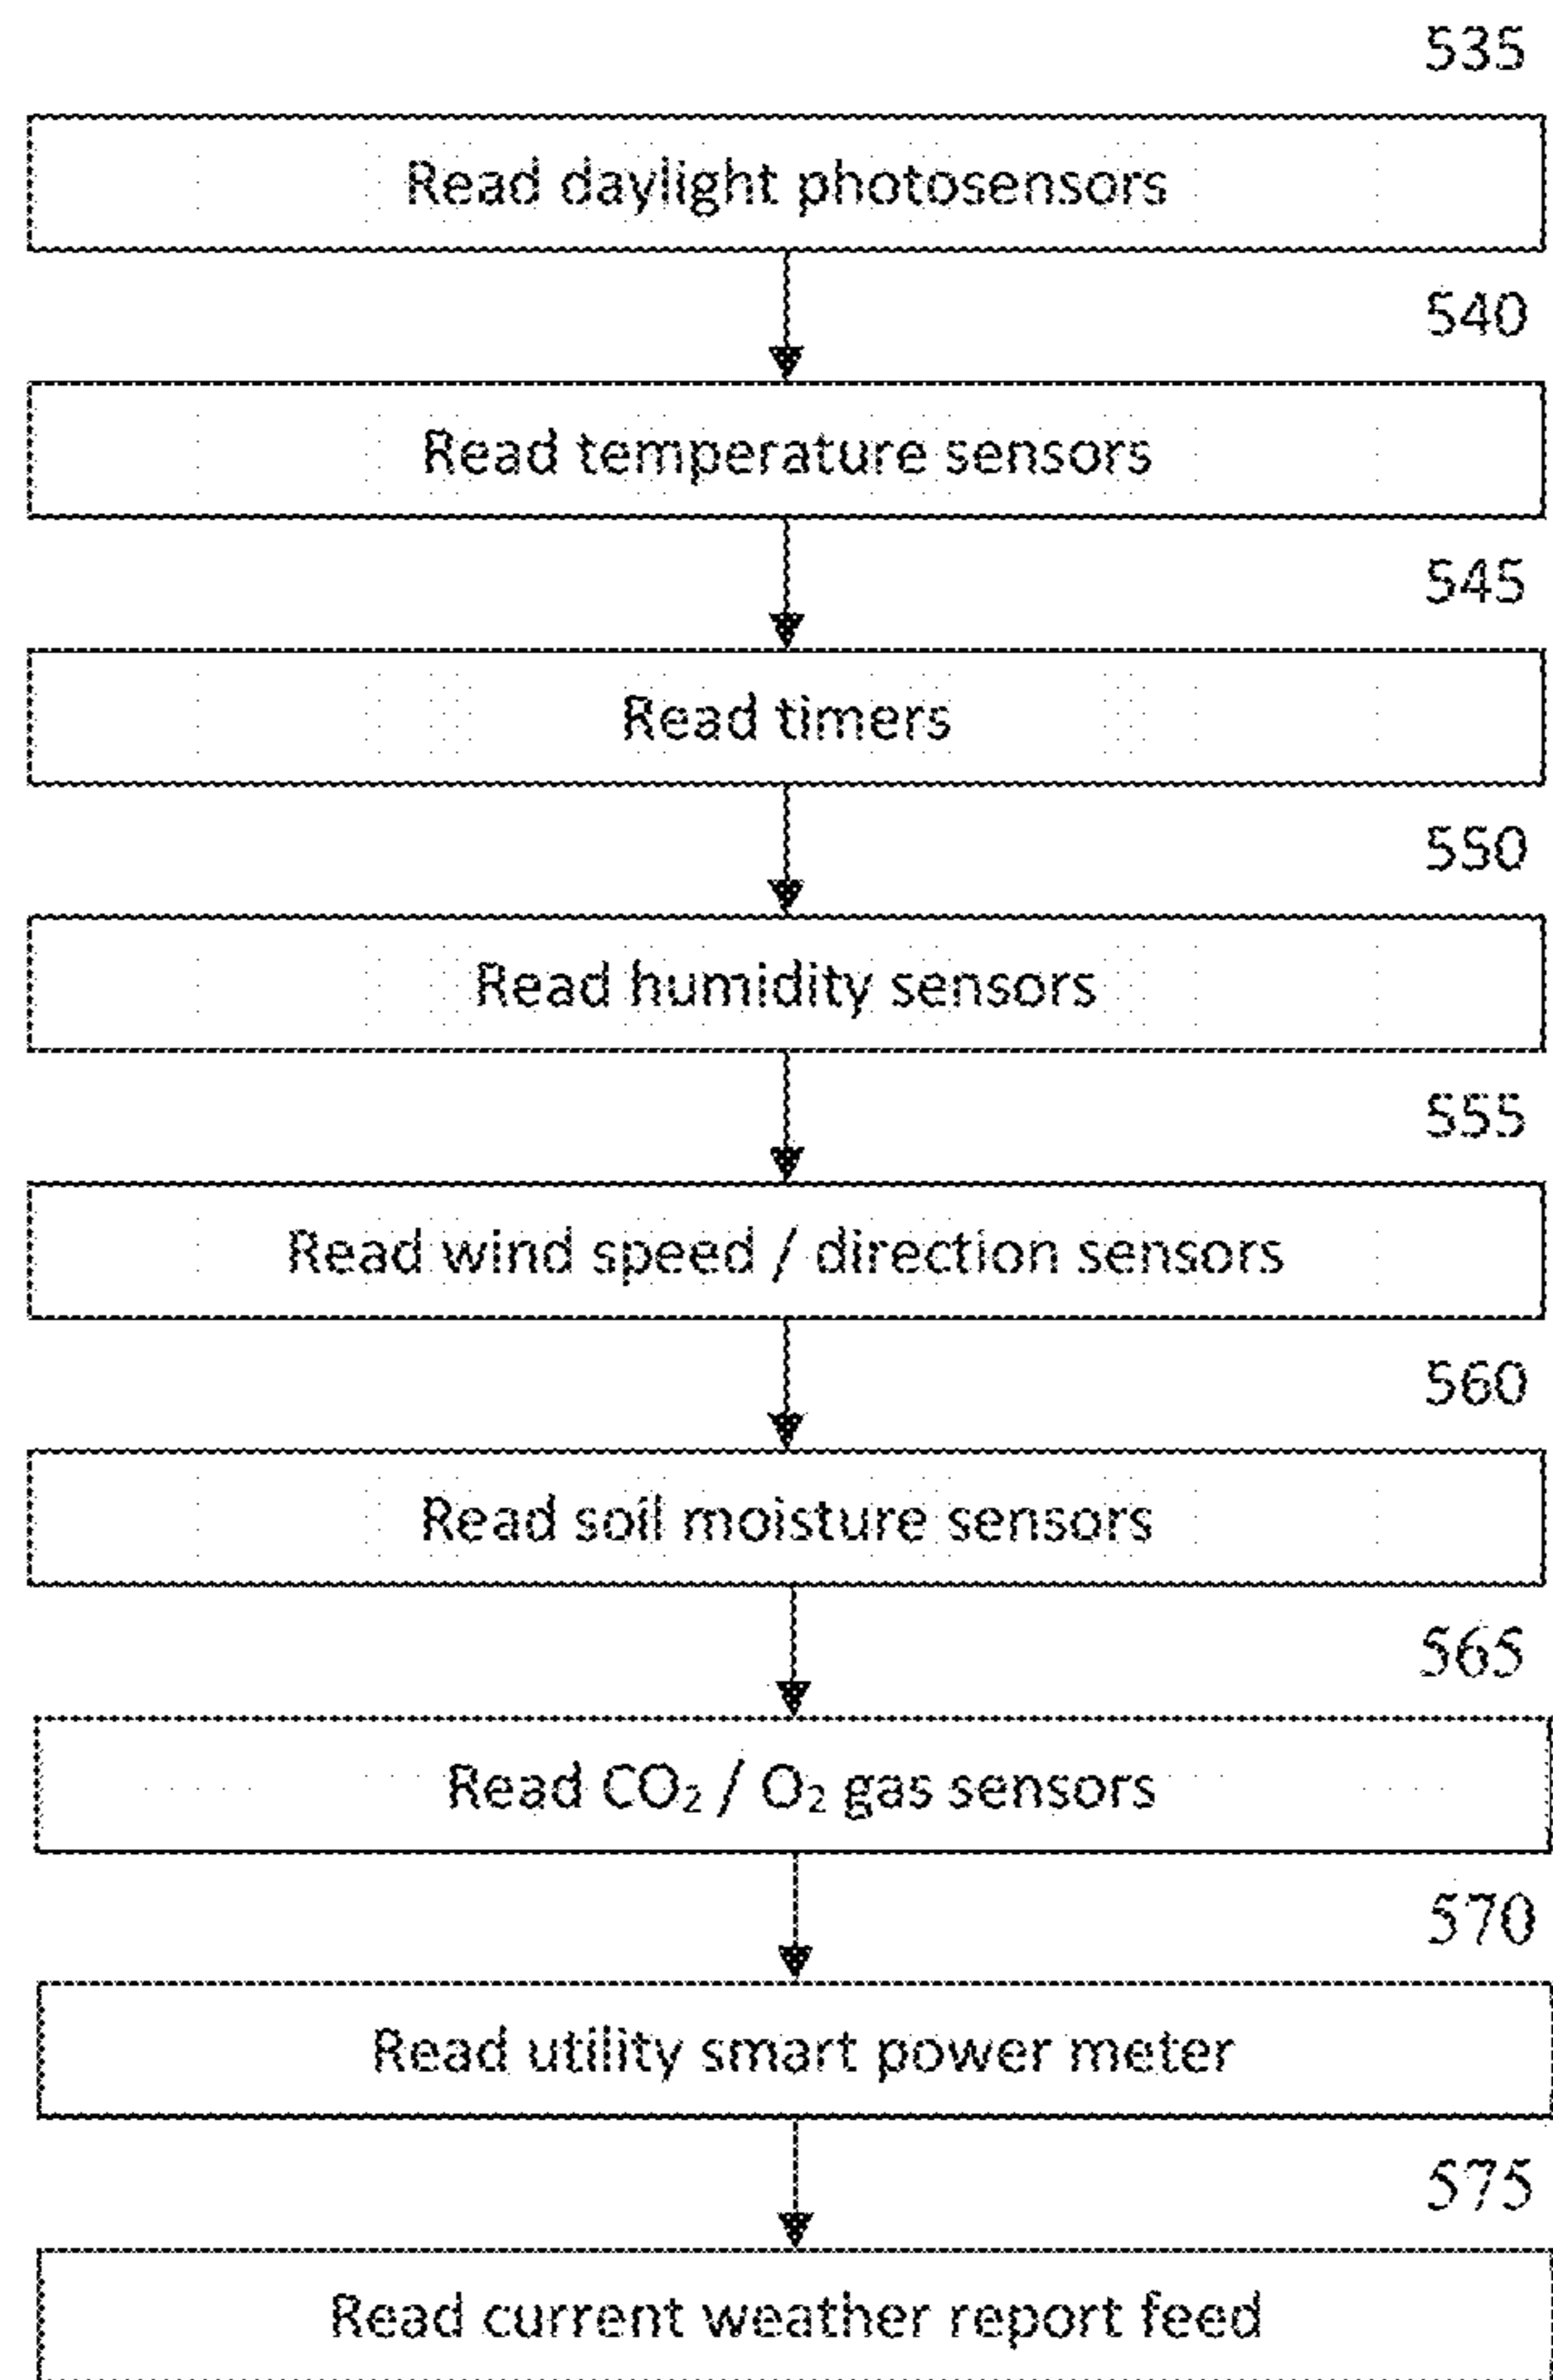 535
Read daylight photosensors
540
Read temperature sensors
545
Read timers
550
Read humidity sensors
555
Read wind speed / direction sensors
560
Read soil moisture sensors
565
Read CO₂ / O₂ gas sensors
570
Read utility smart power meter
575
Read current weather report feed